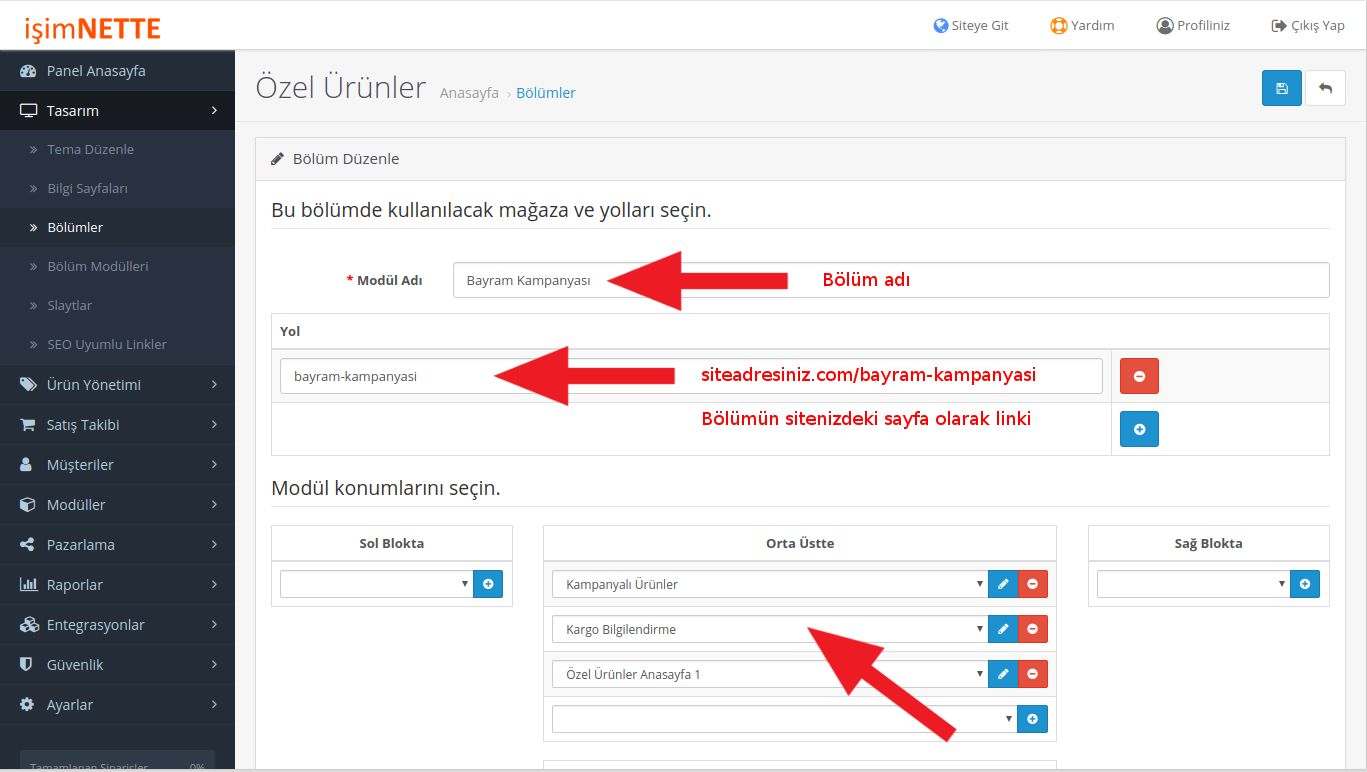 işimNETTE
Siteye Git
Yardım
Profiliniz
Çıkış Yap
Panel Anasayfa
Tasarım
Tema Düzenle
Bilgi Sayfaları
Bölümler
Bölüm Modülleri
Slaytlar
SEO Uyumlu Linkler
Ürün Yönetimi
Satış Takibi
Müşteriler
Modüller
Pazarlama
Raporlar
Entegrasyonlar
Güvenlik
Ayarlar
Tamamlanan Siparişler 0%
Özel Ürünler Anasayfa › Bölümler
Bölüm Düzenle
Bu bölümde kullanılacak mağaza ve yolları seçin.
* Modül Adı Bayram Kampanyası Bölüm adı
Yol
bayram-kampanyasi siteadresiniz.com/bayram-kampanyasi
Bölümün sitenizdeki sayfa olarak linki
Modül konumlarını seçin.
Sol Blokta
Orta Üstte
Kampanyalı Ürünler
Kargo Bilgilendirme
Özel Ürünler Anasayfa 1
Sağ Blokta